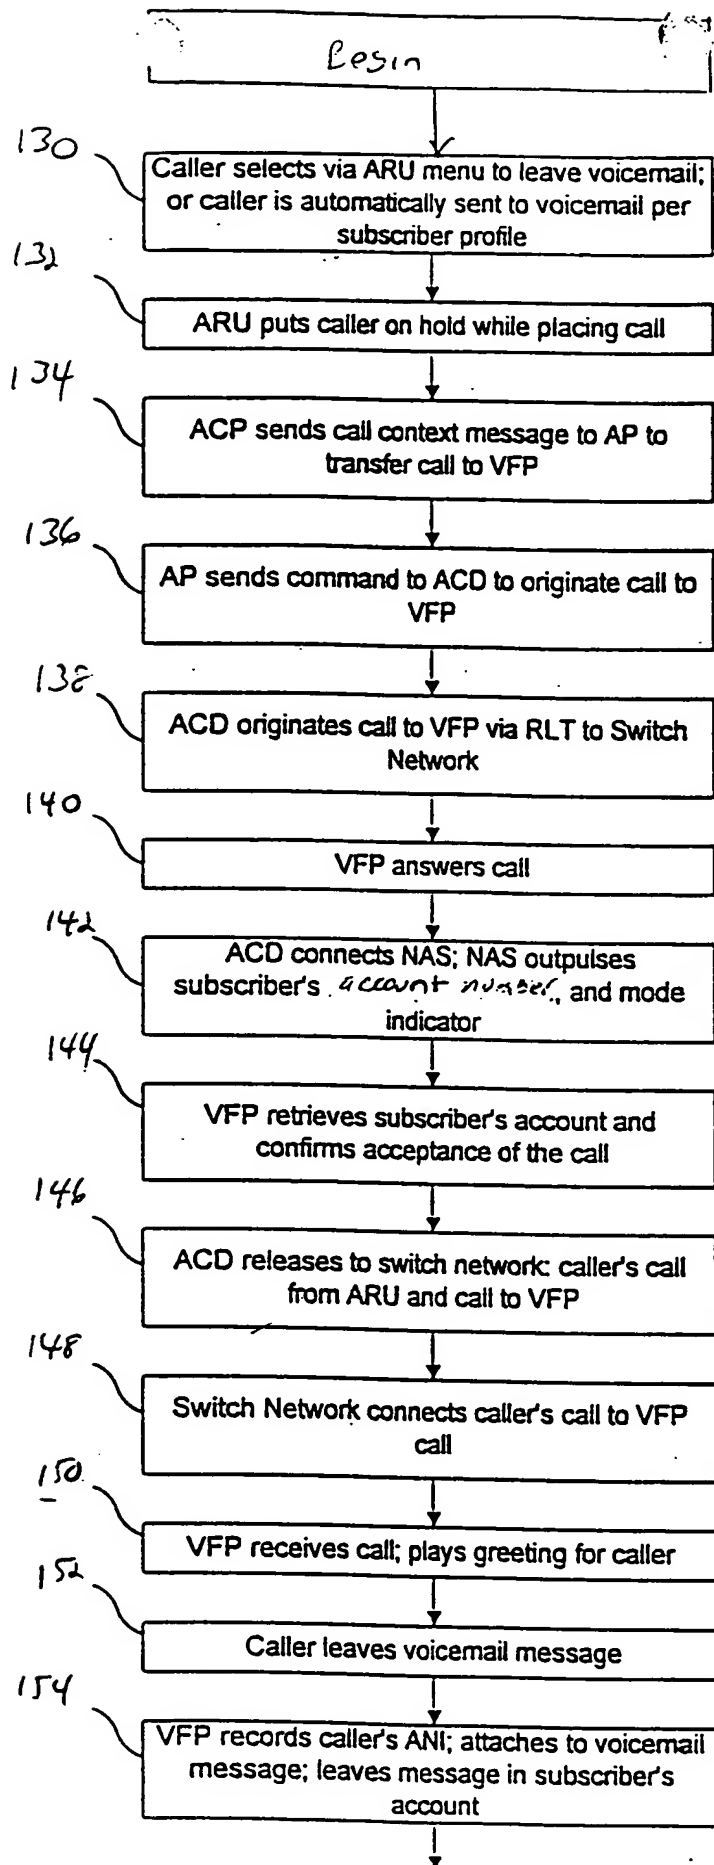 Begin
130
Caller selects via ARU menu to leave voicemail;
or caller is automatically sent to voicemail per
subscriber profile
132
ARU puts caller on hold while placing call
134
ACP sends call context message to AP to
transfer call to VFP
136
AP sends command to ACD to originate call to
VFP
138
ACD originates call to VFP via RLT to Switch
Network
140
VFP answers call
142
ACD connects NAS; NAS outpulses
subscriber's account number, and mode
indicator
144
VFP retrieves subscriber's account and
confirms acceptance of the call
146
ACD releases to switch network: caller's call
from ARU and call to VFP
148
Switch Network connects caller's call to VFP
call
150
VFP receives call; plays greeting for caller
152
Caller leaves voicemail message
154
VFP records caller's ANI; attaches to voicemail
message; leaves message in subscriber's
account